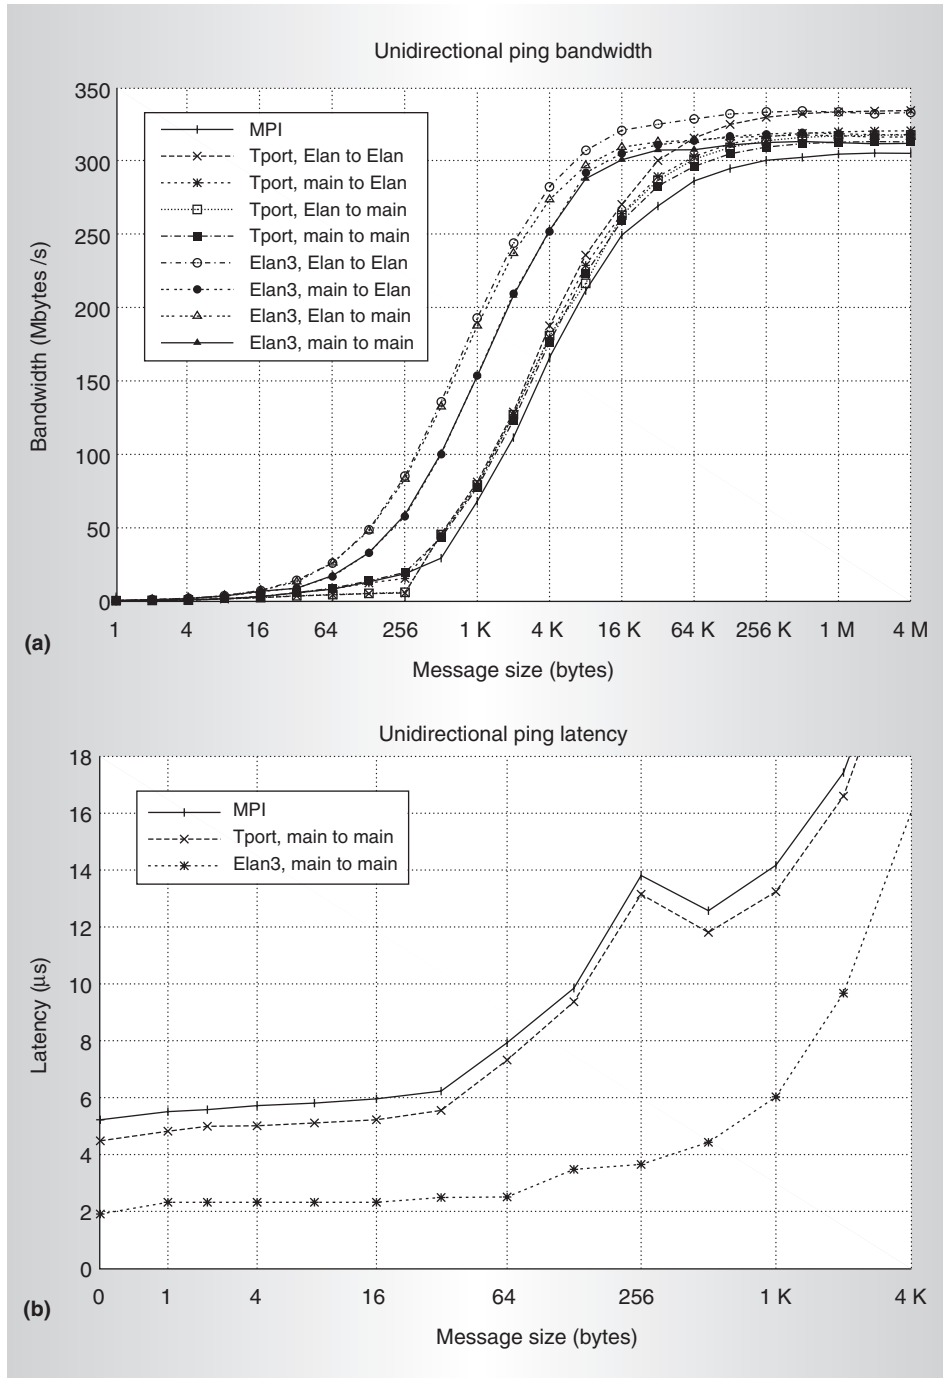 Unidirectional ping bandwidth
350
300
250
200
150
100
50
0
Bandwidth (Mbytes /s)
MPI
Tport, Elan to Elan
Tport, main to Elan
Tport, Elan to main
Tport, main to main
Elan3, Elan to Elan
Elan3, main to Elan
Elan3, Elan to main
Elan3, main to main
1 4 16 64 256 1 K 4 K 16 K 64 K 256 K 1 M 4 M
(a)
Message size (bytes)
Unidirectional ping latency
18
16
14
12
10
8
6
4
2
0
Latency (μs)
MPI
Tport, main to main
Elan3, main to main
0 1 4 16 64 256 1 K 4 K
(b)
Message size (bytes)